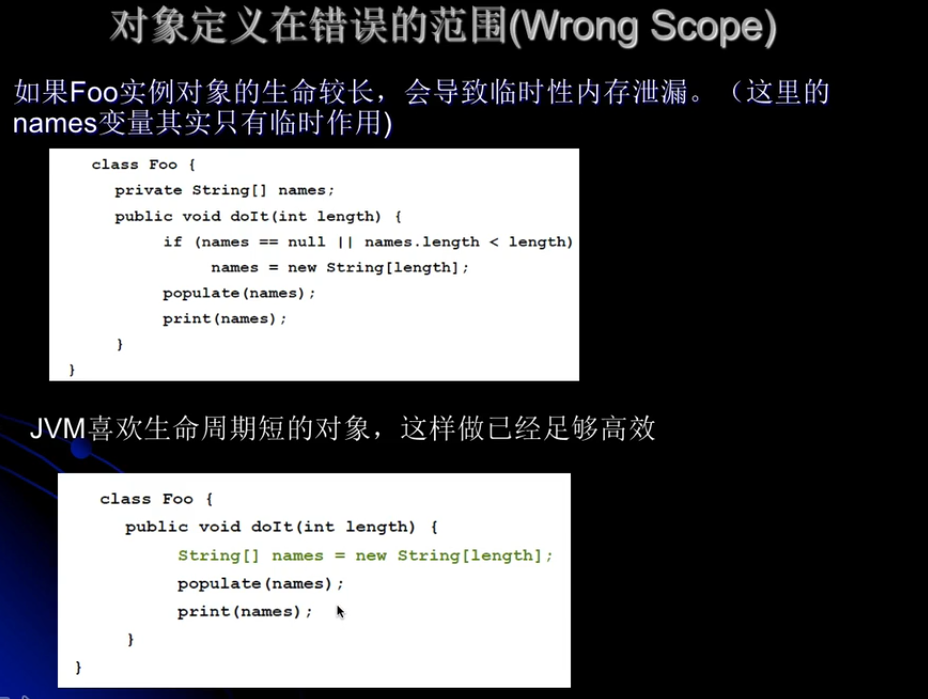 对象定义在错误的范围(Wrong Scope)
如果Foo实例对象的生命较长，会导致临时性内存泄漏。（这里的
names变量其实只有临时作用)
class Foo {
private String[] names;
public void doIt(int length) {
if (names == null || names.length < length)
names = new String[length];
populate(names);
print(names);
}
}
JVM喜欢生命周期短的对象，这样做已经足够高效
class Foo {
public void doIt(int length) {
String[] names = new String[length];
populate(names);
print(names);
}
}